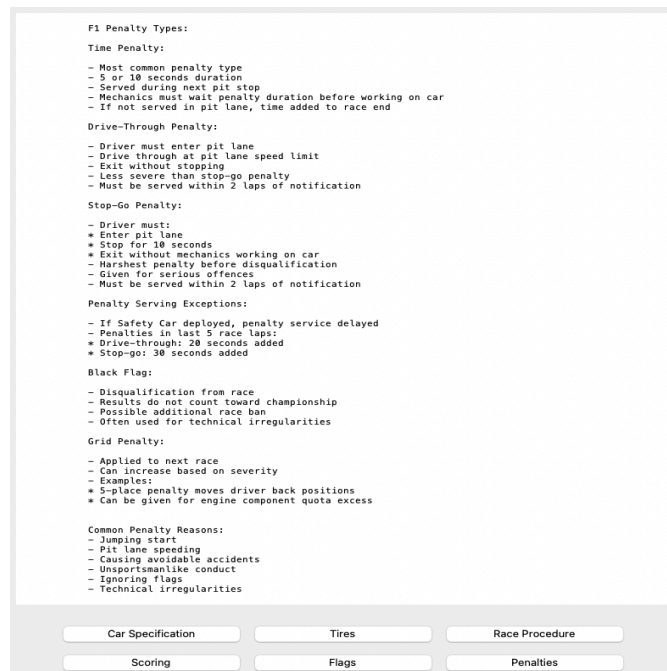 F1 Penalty Types:
Time Penalty:
– Most common penalty type
– 5 or 10 seconds duration
– Served during next pit stop
– Mechanics must wait penalty duration before working on car
– If not served in pit lane, time added to race end
Drive–Through Penalty:
– Driver must enter pit lane
– Drive through at pit lane speed limit
– Exit without stopping
– Less severe than stop–go penalty
– Must be served within 2 laps of notification
Stop–Go Penalty:
– Driver must:
* Enter pit lane
* Stop for 10 seconds
* Exit without mechanics working on car
– Harshest penalty before disqualification
– Given for serious offences
– Must be served within 2 laps of notification
Penalty Serving Exceptions:
– If Safety Car deployed, penalty service delayed
– Penalties in last 5 race laps:
* Drive–through: 20 seconds added
* Stop–go: 30 seconds added
Black Flag:
– Disqualification from race
– Results do not count toward championship
– Possible additional race ban
– Often used for technical irregularities
Grid Penalty:
– Applied to next race
– Can increase based on severity
– Examples:
* 5–place penalty moves driver back positions
* Can be given for engine component quota excess
Common Penalty Reasons:
– Jumping start
– Pit lane speeding
– Causing avoidable accidents
– Unsportsmanlike conduct
– Ignoring flags
– Technical irregularities
Car Specification Tires Race Procedure
Scoring Flags Penalties